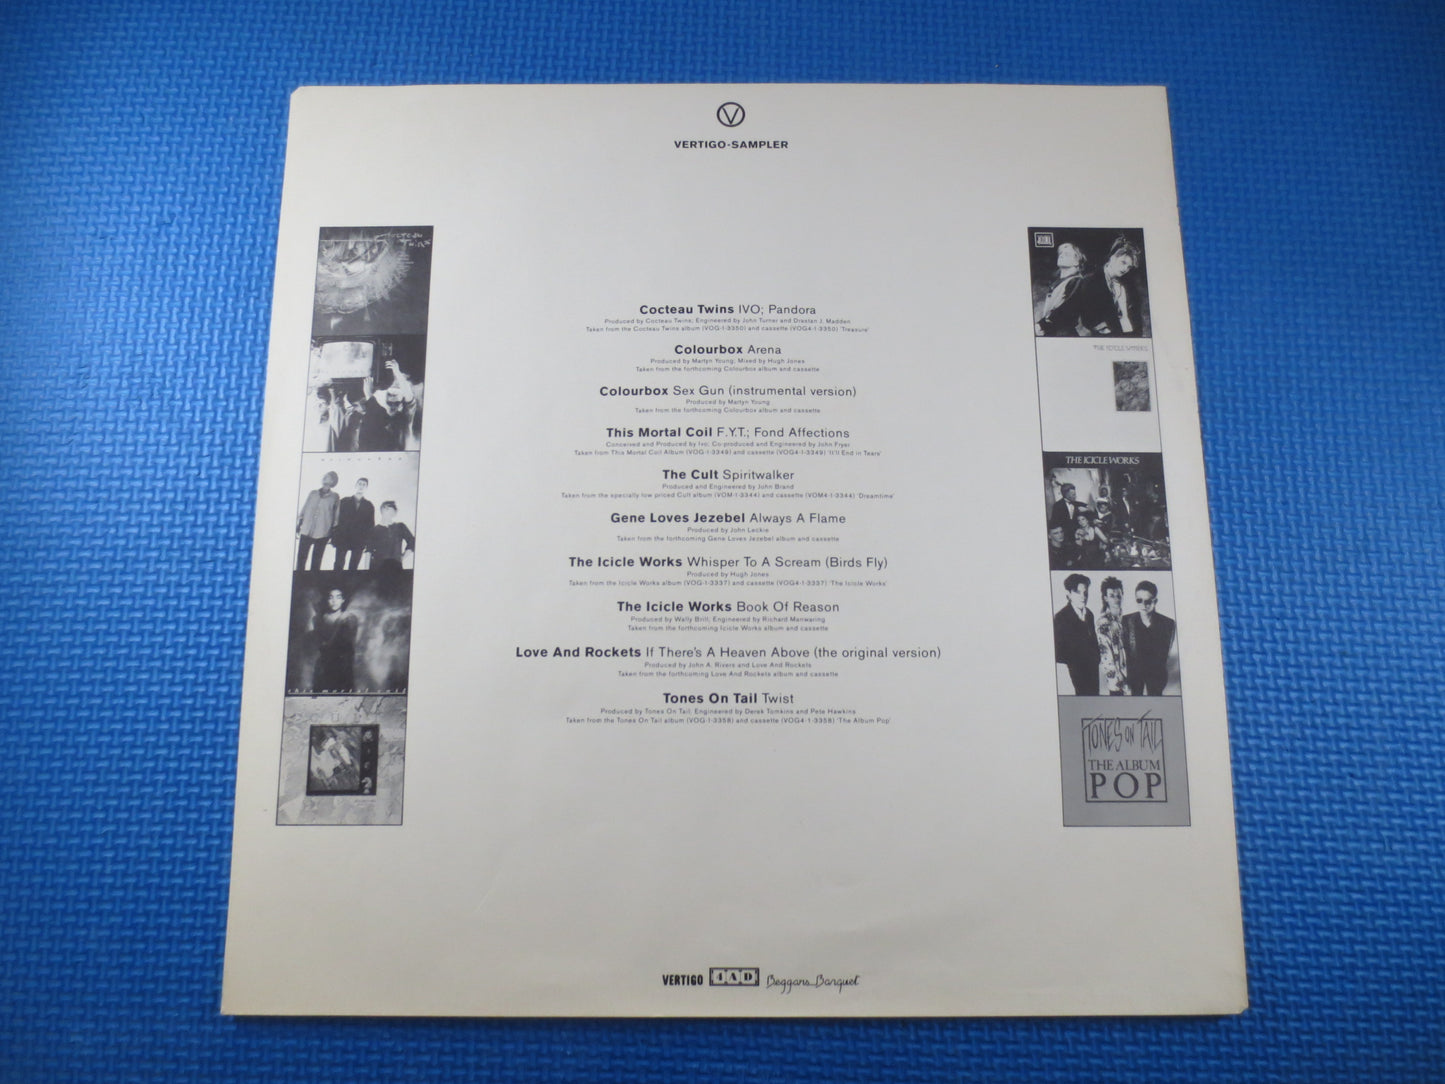 V
VERTIGO-SAMPLER
Cocteau Twins IVO; Pandora
Produced by Cocteau Twins; Engineered by John Turner and Drostan J. Madden
Taken from the Cocteau Twins album (VOG-1-3350) and cassette (VOG4-1-3350) 'Treasure'
Colourbox Arena
Produced by Martyn Young; Mixed by Hugh Jones
Taken from the forthcoming Colourbox album and cassette
Colourbox Sex Gun (instrumental version)
Produced by Martyn Young
Taken from the forthcoming Colourbox album and cassette
This Mortal Coil F.Y.T.; Fond Affections
Conceived and Produced by Ivo; Co-produced and Engineered by John Fryer
Taken from This Mortal Coil Album (VOG-1-3349) and cassette (VOG4-1-3349) 'It'll End in Tears'
The Cult Spiritwalker
Produced and Engineered by John Brand
Taken from the specially low priced Cult album (VOM-1-3344) and cassette (VOM4-1-3344) 'Dreamtime'
Gene Loves Jezebel Always A Flame
Produced by John Leckie
Taken from the forthcoming Gene Loves Jezebel album and cassette
The Icicle Works Whisper To A Scream (Birds Fly)
Produced by Hugh Jones
Taken from the Icicle Works album (VOG-1-3337) and cassette (VOG4-1-3337) 'The Icicle Works'
The Icicle Works Book Of Reason
Produced by Wally Brill; Engineered by Richard Manwaring
Taken from the forthcoming Icicle Works album and cassette
Love And Rockets If There's A Heaven Above (the original version)
Produced by John A. Rivers and Love And Rockets
Taken from the forthcoming Love And Rockets album and cassette
Tones On Tail Twist
Produced by Tones On Tail; Engineered by Derek Tomkins and Pete Hawkins
Taken from the Tones On Tail album (VOG-1-3358) and cassette (VOG4-1-3358) 'The Album Pop'
Cocteau Twins
this mortal coil
THE ICICLE WORKS
THE ICICLE WORKS
TONES ON TAIL
THE ALBUM
POP
VERTIGO 4AD Beggars Banquet